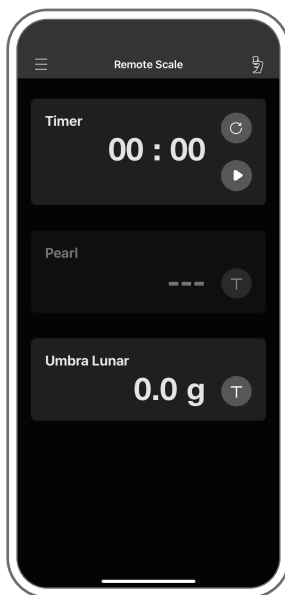 Remote Scale
Timer
00 : 00
Pearl
---
T
Umbra Lunar
0.0 g
T